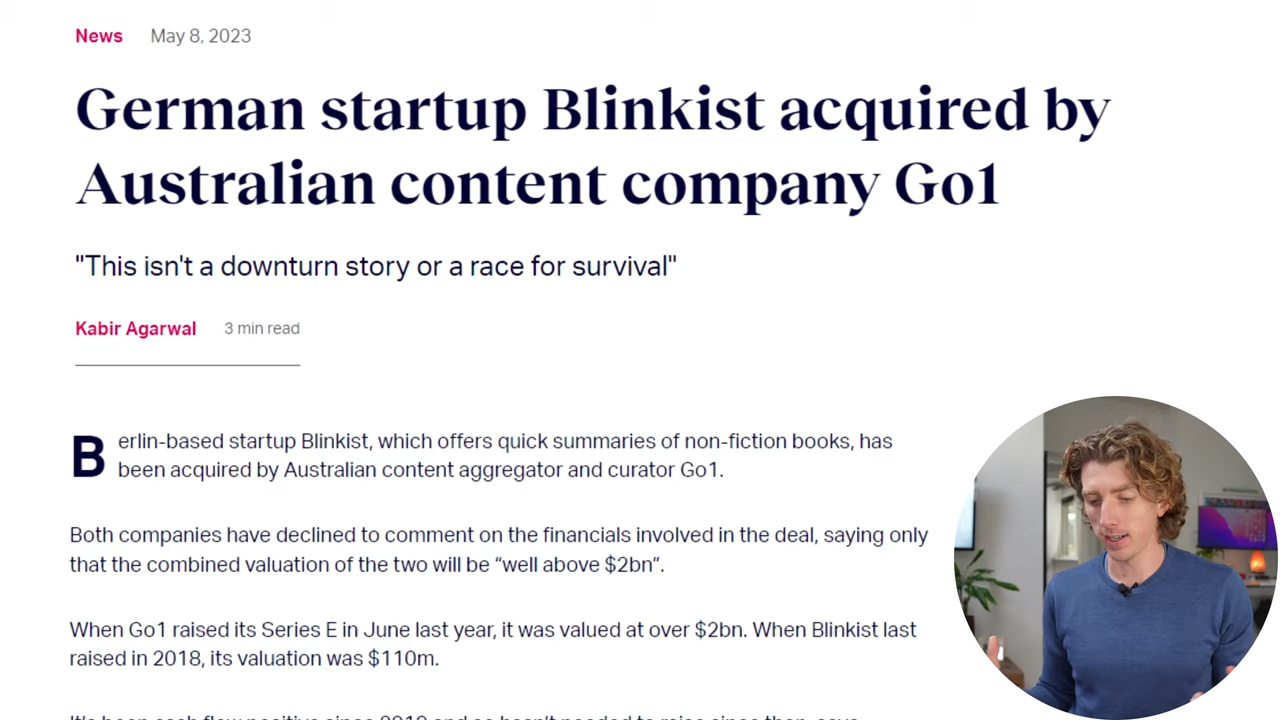 News May 8, 2023
German startup Blinkist acquired by
Australian content company Go1
"This isn't a downturn story or a race for survival"
Kabir Agarwal 3 min read
Berlin-based startup Blinkist, which offers quick summaries of non-fiction books, has
been acquired by Australian content aggregator and curator Go1.
Both companies have declined to comment on the financials involved in the deal, saying only
that the combined valuation of the two will be “well above $2bn”.
When Go1 raised its Series E in June last year, it was valued at over $2bn. When Blinkist last
raised in 2018, its valuation was $110m.